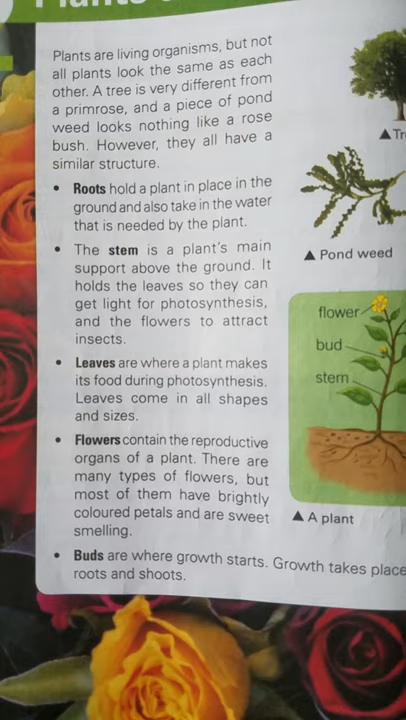 Plants
Plants are living organisms, but not
all plants look the same as each
other. A tree is very different from
a primrose, and a piece of pond
weed looks nothing like a rose
bush. However, they all have a
similar structure.
• Roots hold a plant in place in the
ground and also take in the water
that is needed by the plant.
• The stem is a plant's main
support above the ground. It
holds the leaves so they can
get light for photosynthesis,
and the flowers to attract
insects.
• Leaves are where a plant makes
its food during photosynthesis.
Leaves come in all shapes
and sizes.
• Flowers contain the reproductive
organs of a plant. There are
many types of flowers, but
most of them have brightly
coloured petals and are sweet
smelling.
• Buds are where growth starts. Growth takes place
roots and shoots.
▲ Tr
▲ Pond weed
flower
bud
stem
▲ A plant